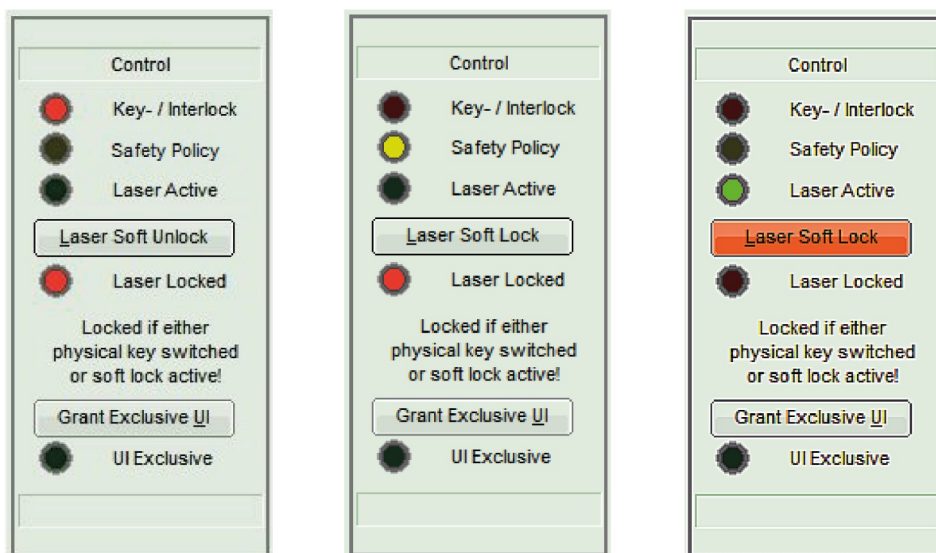 Control
Key- / Interlock
Safety Policy
Laser Active
Laser Soft Unlock
Laser Locked
Locked if either
physical key switched
or soft lock active!
Grant Exclusive UI
UI Exclusive
Control
Key- / Interlock
Safety Policy
Laser Active
Laser Soft Lock
Laser Locked
Locked if either
physical key switched
or soft lock active!
Grant Exclusive UI
UI Exclusive
Control
Key- / Interlock
Safety Policy
Laser Active
Laser Soft Lock
Laser Locked
Locked if either
physical key switched
or soft lock active!
Grant Exclusive UI
UI Exclusive